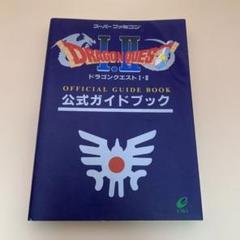 スーパーファミコン
DRAGON QUEST
I・II
ドラゴンクエストI・II
OFFICIAL GUIDE BOOK
公式ガイドブック